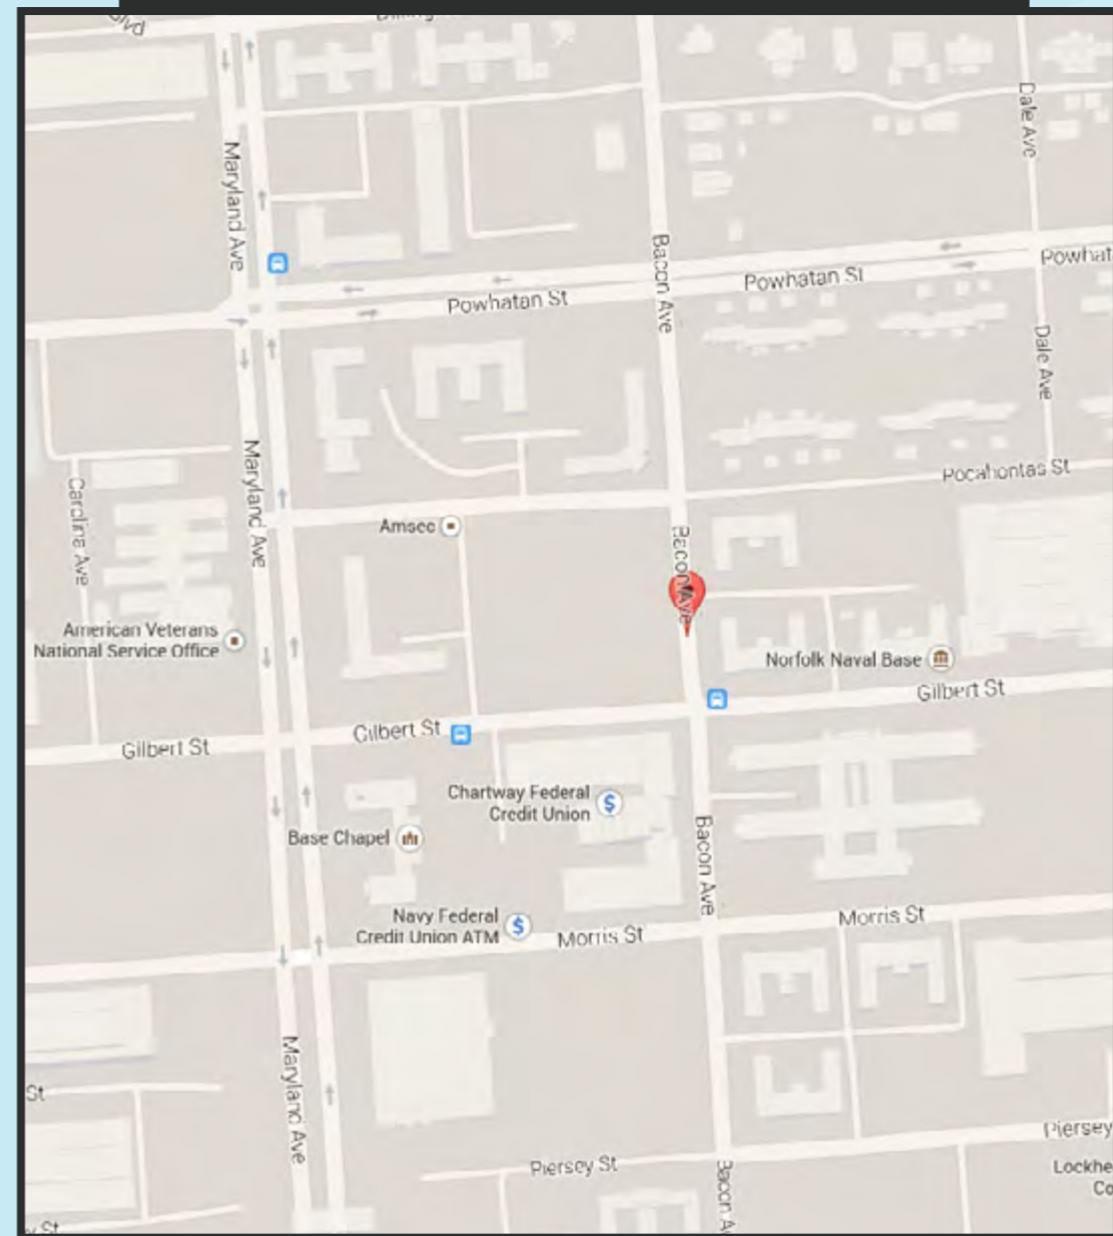 lvd
Dale Ave
Maryland Ave
Bacon Ave
Powhat
Powhatan St
Powhatan St
Dale Ave
Maryland Ave
Pocahontas St
Carolina Ave
Amsec
Bacon Ave
American Veterans
National Service Office
Norfolk Naval Base
Gilbert St
Gilbert St
Gilbert St
Chartway Federal
Credit Union
Base Chapel
Bacon Ave
Navy Federal
Credit Union ATM
Morris St
Morris St
Maryland Ave
St
Piersey
Piersey St
Lockhe
Co
Bacon A
St